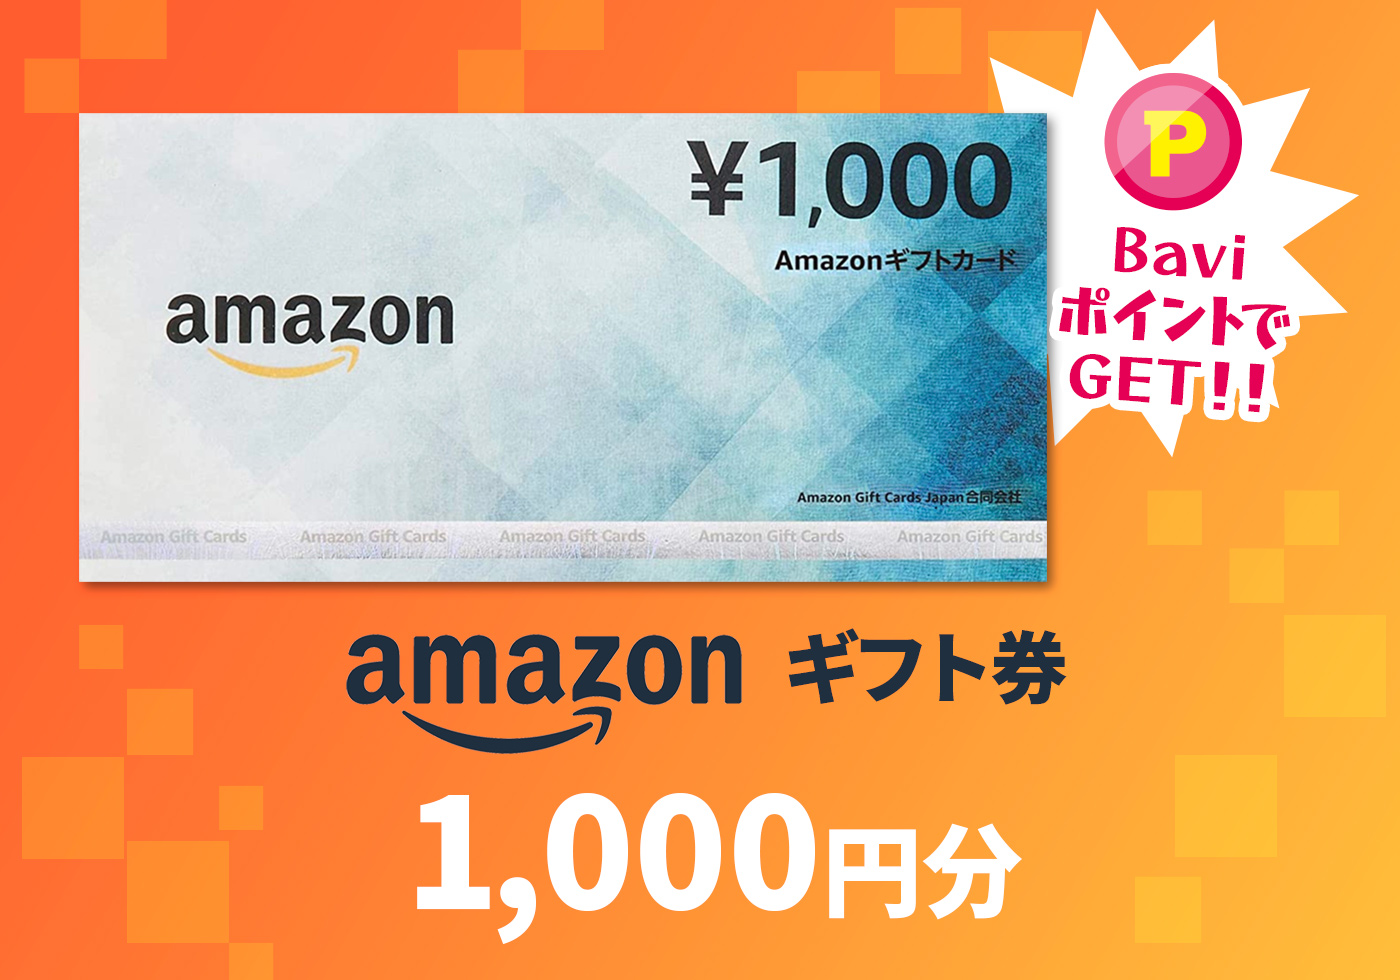 ¥1,000
Amazonギフトカード
amazon
Amazon Gift Cards Japan合同会社
Amazon Gift Cards Amazon Gift Cards Amazon Gift Cards Amazon Gift Cards Amazon Gift Cards
P
Bavi
ポイントで
GET!!
amazon ギフト券
1,000円分